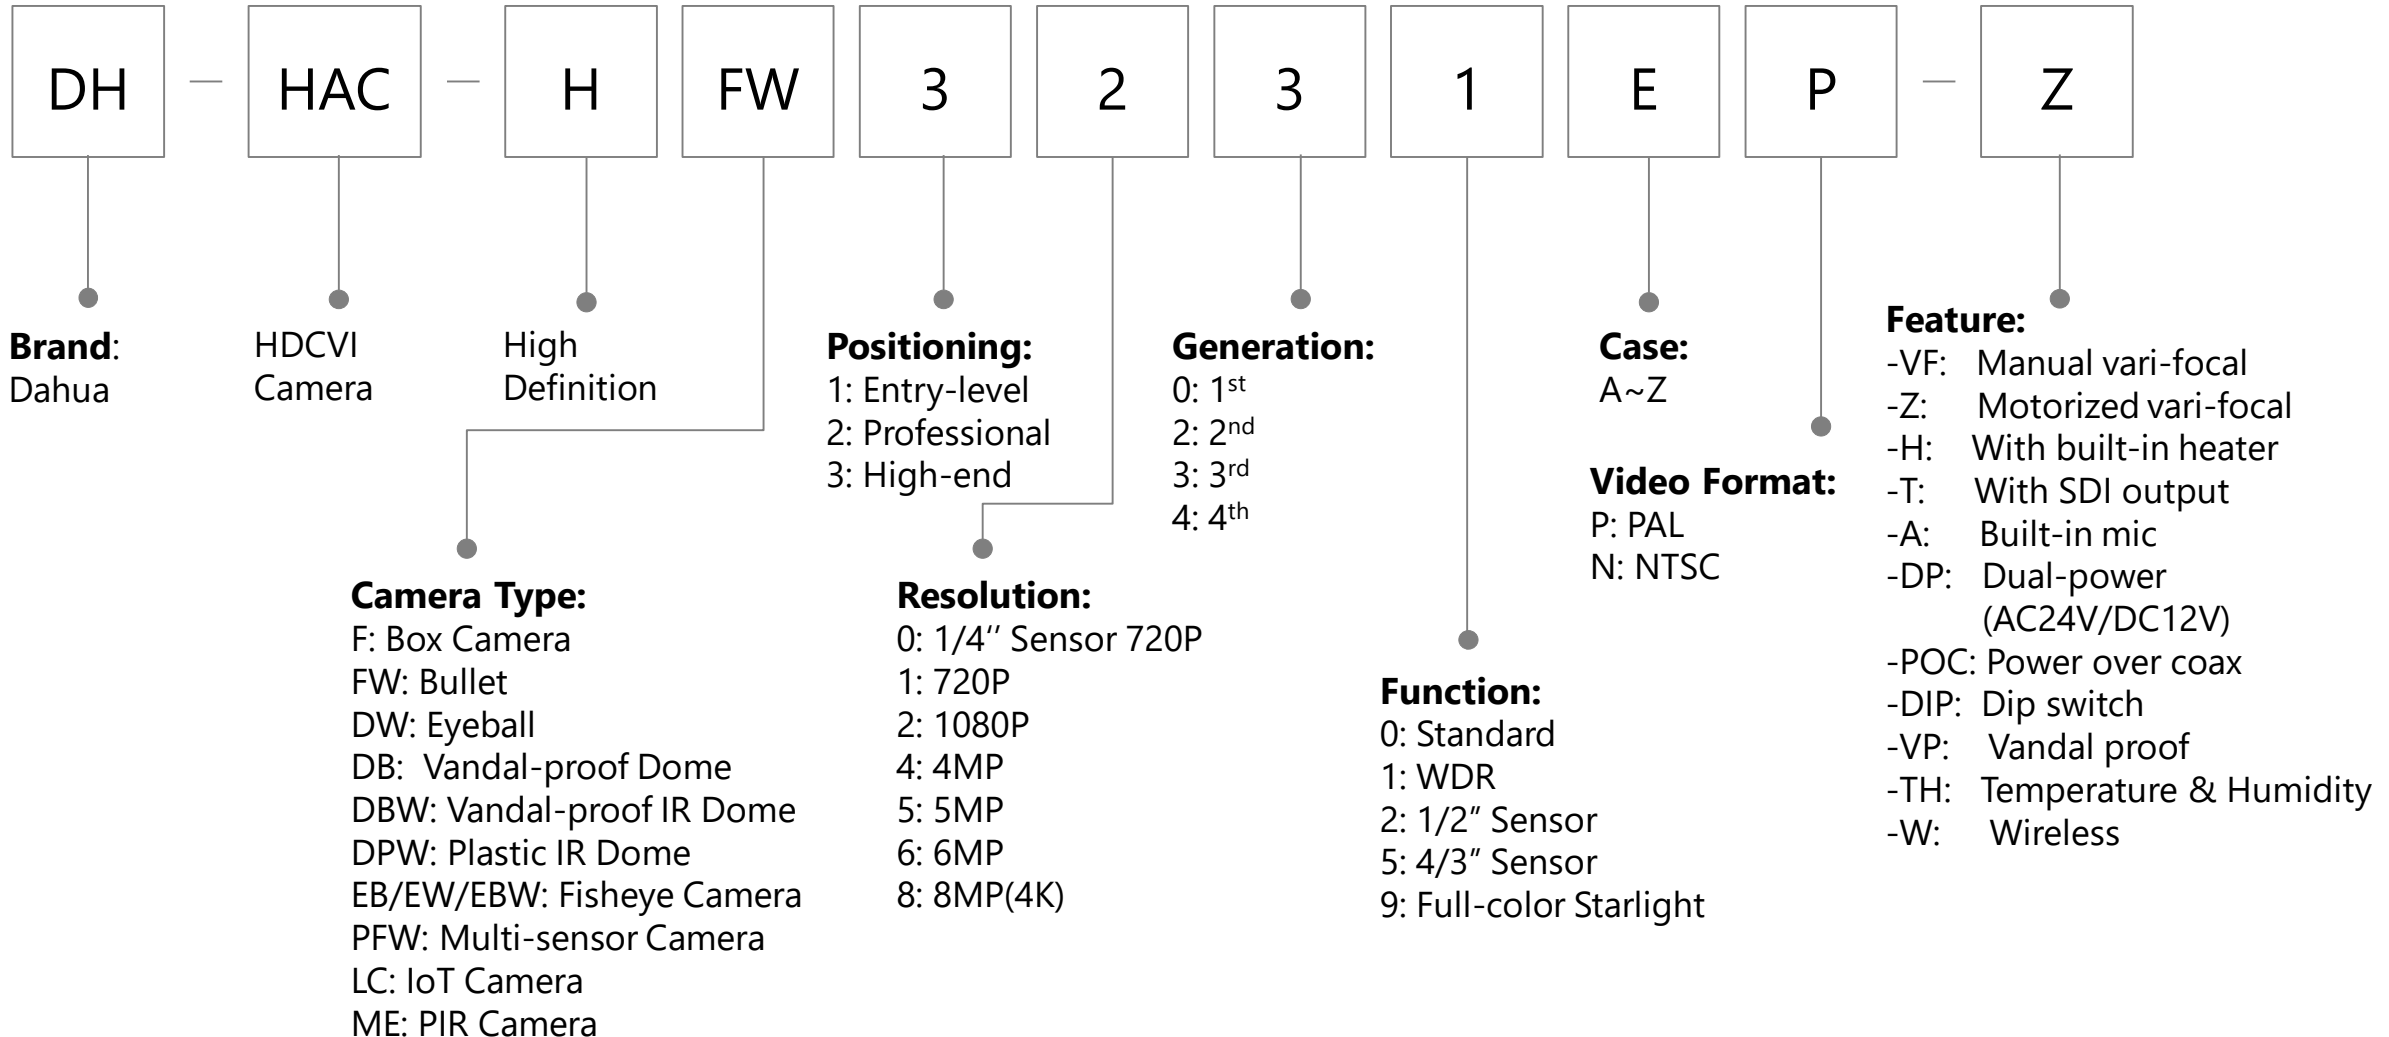 DH — HAC — H FW 3 2 3 1 E P — Z
Brand:
Dahua
HDCVI
Camera
High
Definition
Camera Type:
F: Box Camera
FW: Bullet
DW: Eyeball
DB: Vandal-proof Dome
DBW: Vandal-proof IR Dome
DPW: Plastic IR Dome
EB/EW/EBW: Fisheye Camera
PFW: Multi-sensor Camera
LC: IoT Camera
ME: PIR Camera
Positioning:
1: Entry-level
2: Professional
3: High-end
Resolution:
0: 1/4’’ Sensor 720P
1: 720P
2: 1080P
4: 4MP
5: 5MP
6: 6MP
8: 8MP(4K)
Generation:
0: 1st
2: 2nd
3: 3rd
4: 4th
Function:
0: Standard
1: WDR
2: 1/2” Sensor
5: 4/3” Sensor
9: Full-color Starlight
Case:
A~Z
Video Format:
P: PAL
N: NTSC
Feature:
-VF: Manual vari-focal
-Z: Motorized vari-focal
-H: With built-in heater
-T: With SDI output
-A: Built-in mic
-DP: Dual-power
(AC24V/DC12V)
-POC: Power over coax
-DIP: Dip switch
-VP: Vandal proof
-TH: Temperature & Humidity
-W: Wireless